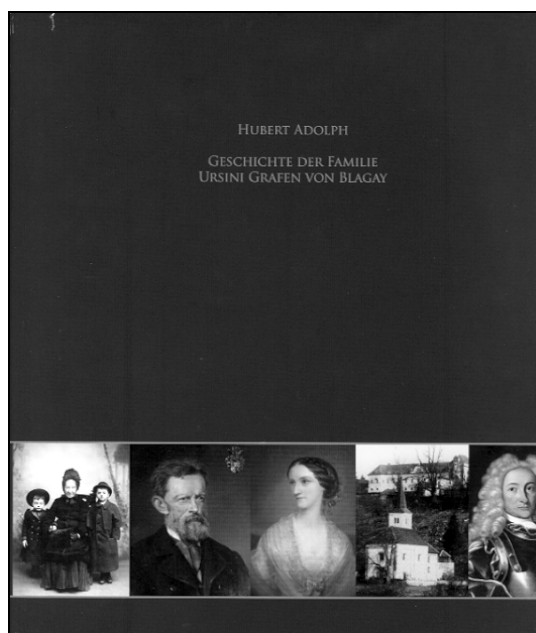 HUBERT ADOLPH
GESCHICHTE DER FAMILIE
URSINI GRAFEN VON BLAGAY